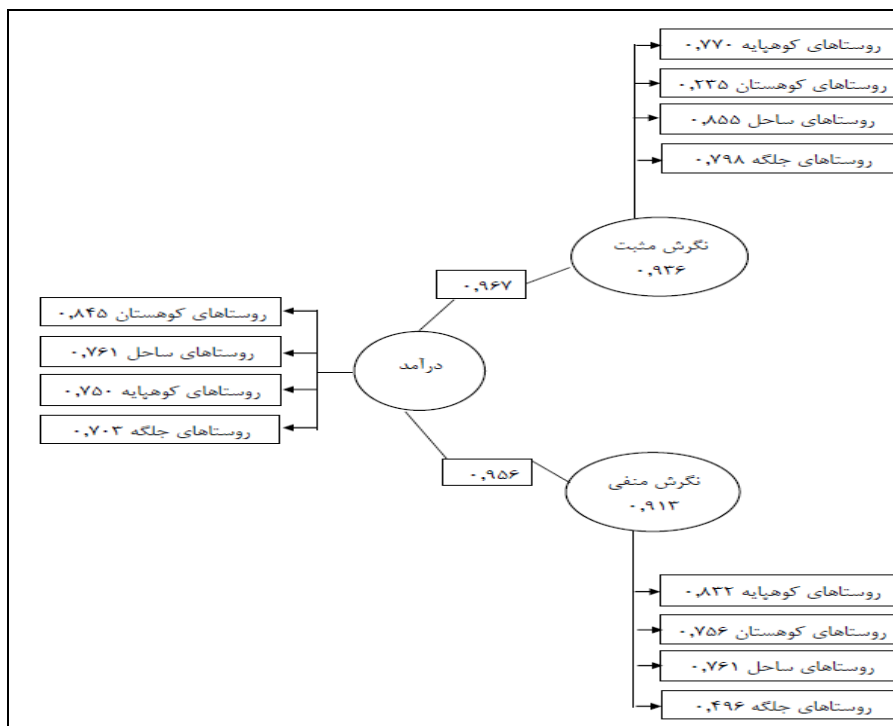 روستاهای کوهپایه ۰,۷۷۰
روستاهای کوهستان ۰,۲۳۵
روستاهای ساحل ۰,۸۵۵
روستاهای جلگه ۰,۷۹۸
نگرش مثبت
۰,۹۳۶
۰,۹۶۷
روستاهای کوهستان ۰,۸۴۵
روستاهای ساحل ۰,۷۶۱
روستاهای کوهپایه ۰,۷۵۰
روستاهای جلگه ۰,۷۰۳
درآمد
۰,۹۵۶
نگرش منفی
۰,۹۱۳
روستاهای کوهپایه ۰,۸۳۲
روستاهای کوهستان ۰,۷۵۶
روستاهای ساحل ۰,۷۶۱
روستاهای جلگه ۰,۴۹۶